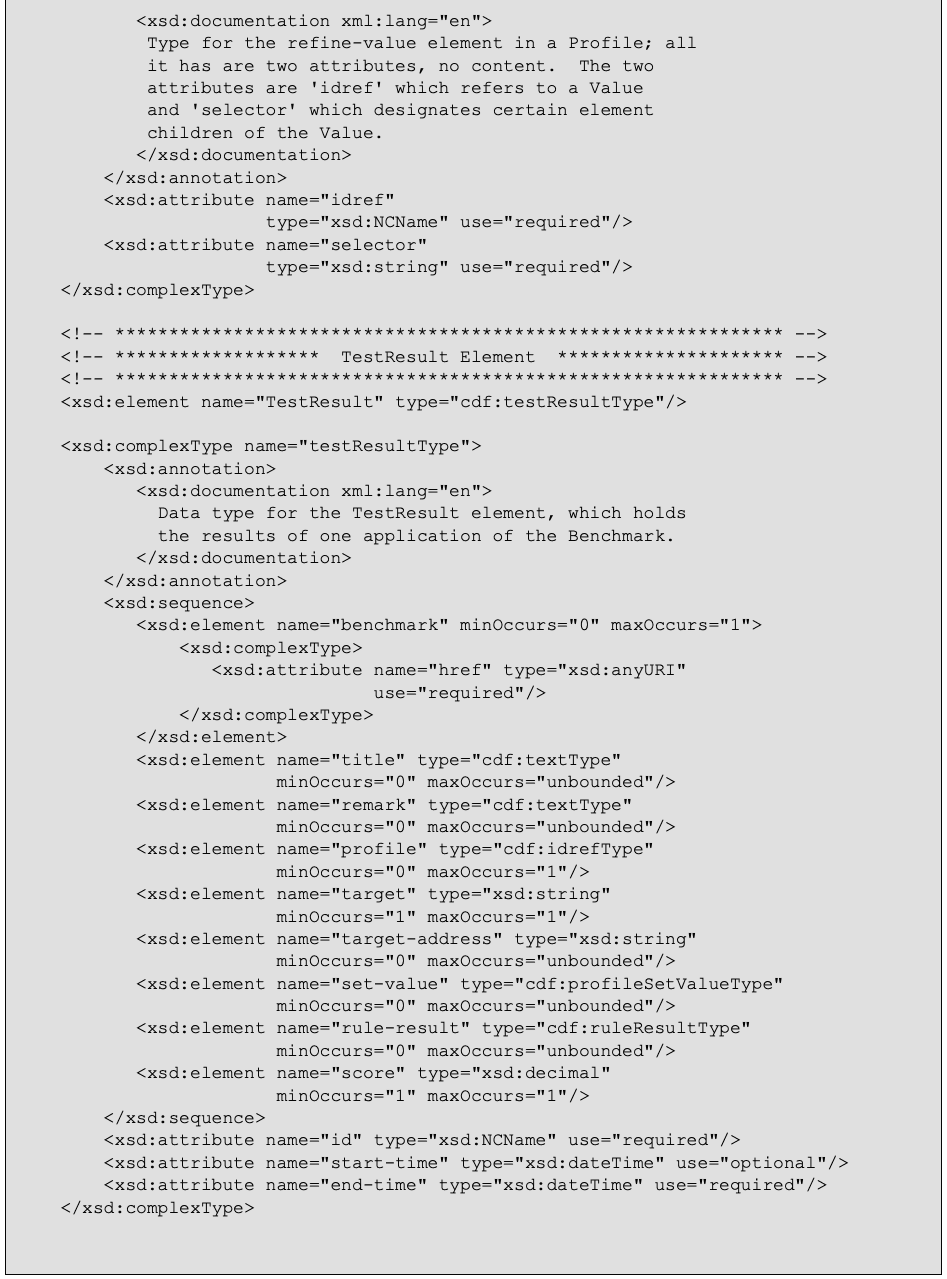 <xsd:documentation xml:lang="en">
Type for the refine-value element in a Profile; all
it has are two attributes, no content.  The two
attributes are 'idref' which refers to a Value
and 'selector' which designates certain element
children of the Value.
</xsd:documentation>
</xsd:annotation>
<xsd:attribute name="idref"
type="xsd:NCName" use="required"/>
<xsd:attribute name="selector"
type="xsd:string" use="required"/>
</xsd:complexType>
<!-- ************************************************************** -->
<!-- *******************  TestResult Element  ********************* -->
<!-- ************************************************************** -->
<xsd:element name="TestResult" type="cdf:testResultType"/>
<xsd:complexType name="testResultType">
<xsd:annotation>
<xsd:documentation xml:lang="en">
Data type for the TestResult element, which holds
the results of one application of the Benchmark.
</xsd:documentation>
</xsd:annotation>
<xsd:sequence>
<xsd:element name="benchmark" minOccurs="0" maxOccurs="1">
<xsd:complexType>
<xsd:attribute name="href" type="xsd:anyURI"
use="required"/>
</xsd:complexType>
</xsd:element>
<xsd:element name="title" type="cdf:textType"
minOccurs="0" maxOccurs="unbounded"/>
<xsd:element name="remark" type="cdf:textType"
minOccurs="0" maxOccurs="unbounded"/>
<xsd:element name="profile" type="cdf:idrefType"
minOccurs="0" maxOccurs="1"/>
<xsd:element name="target" type="xsd:string"
minOccurs="1" maxOccurs="1"/>
<xsd:element name="target-address" type="xsd:string"
minOccurs="0" maxOccurs="unbounded"/>
<xsd:element name="set-value" type="cdf:profileSetValueType"
minOccurs="0" maxOccurs="unbounded"/>
<xsd:element name="rule-result" type="cdf:ruleResultType"
minOccurs="0" maxOccurs="unbounded"/>
<xsd:element name="score" type="xsd:decimal"
minOccurs="1" maxOccurs="1"/>
</xsd:sequence>
<xsd:attribute name="id" type="xsd:NCName" use="required"/>
<xsd:attribute name="start-time" type="xsd:dateTime" use="optional"/>
<xsd:attribute name="end-time" type="xsd:dateTime" use="required"/>
</xsd:complexType>